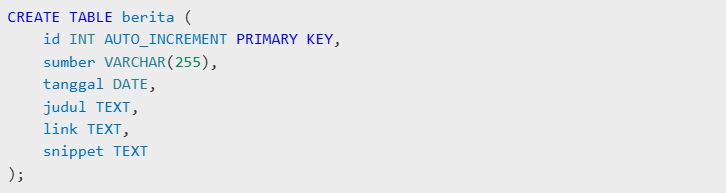 CREATE TABLE berita (
    id INT AUTO_INCREMENT PRIMARY KEY,
    sumber VARCHAR(255),
    tanggal DATE,
    judul TEXT,
    link TEXT,
    snippet TEXT
);